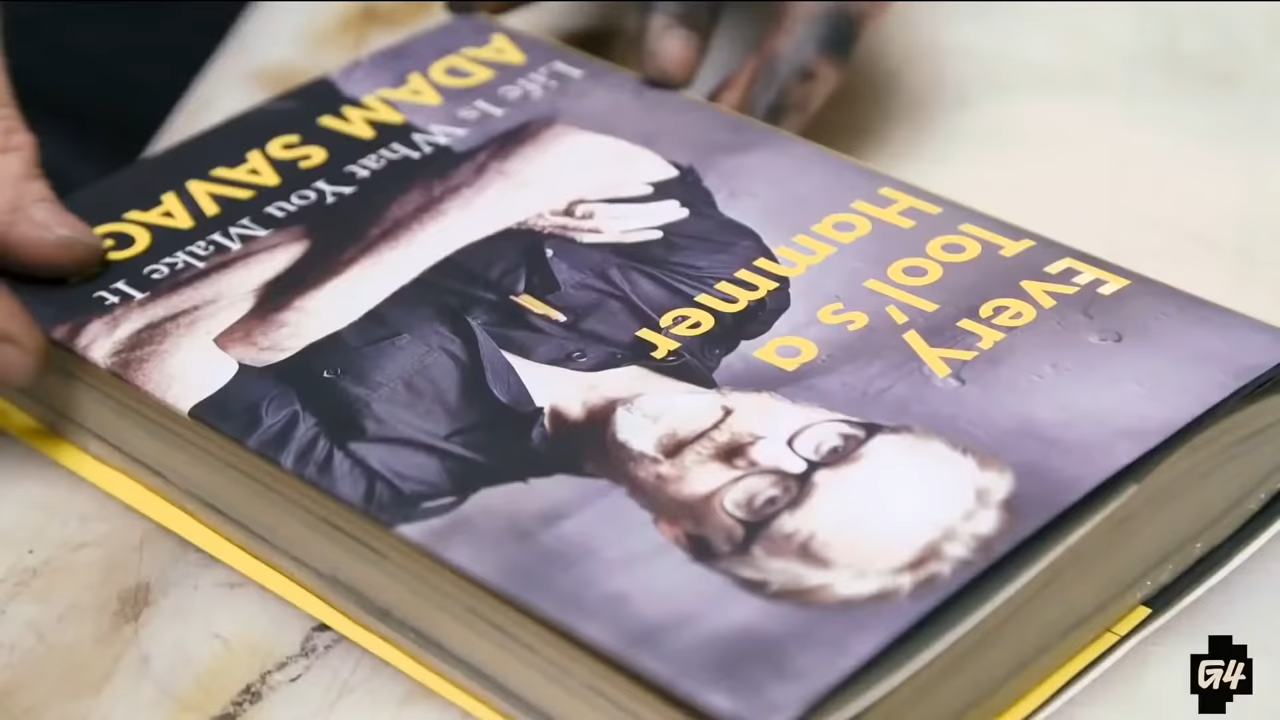 Every
Tool's a
Hammer
Life Is What You Make It
ADAM SAVAG
G4